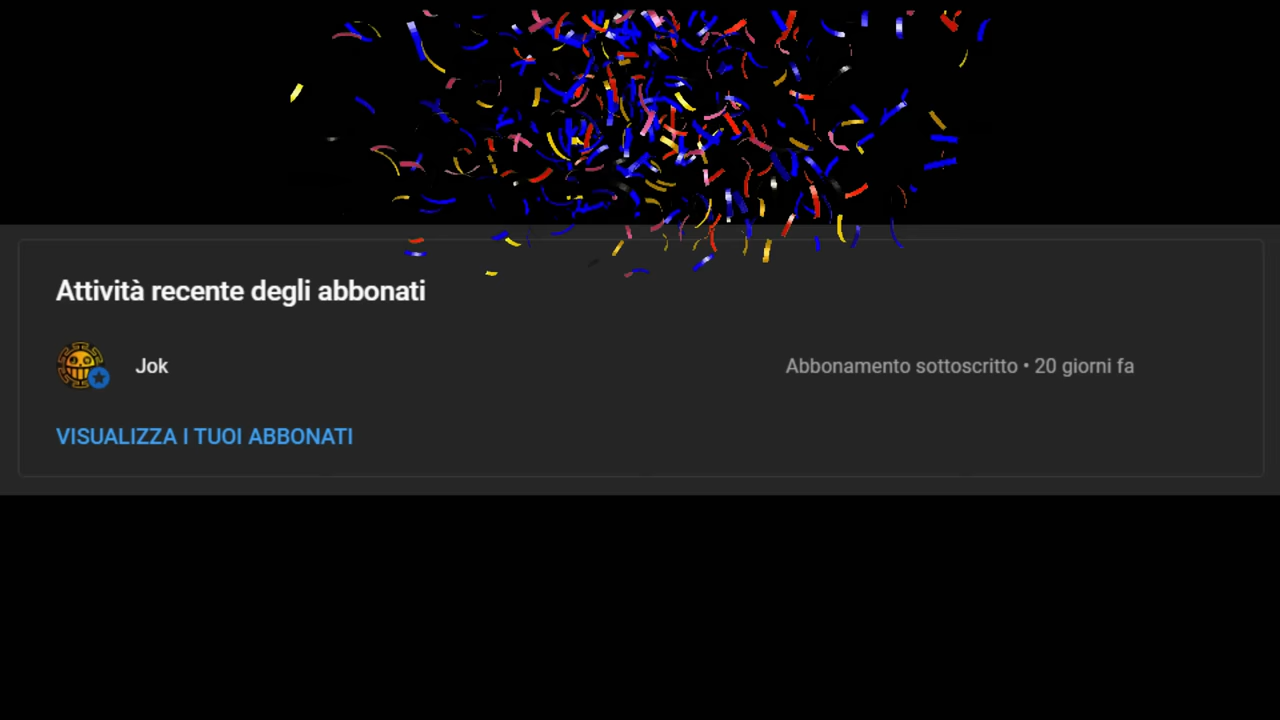 Attività recente degli abbonati
Jok
Abbonamento sottoscritto • 20 giorni fa
VISUALIZZA I TUOI ABBONATI